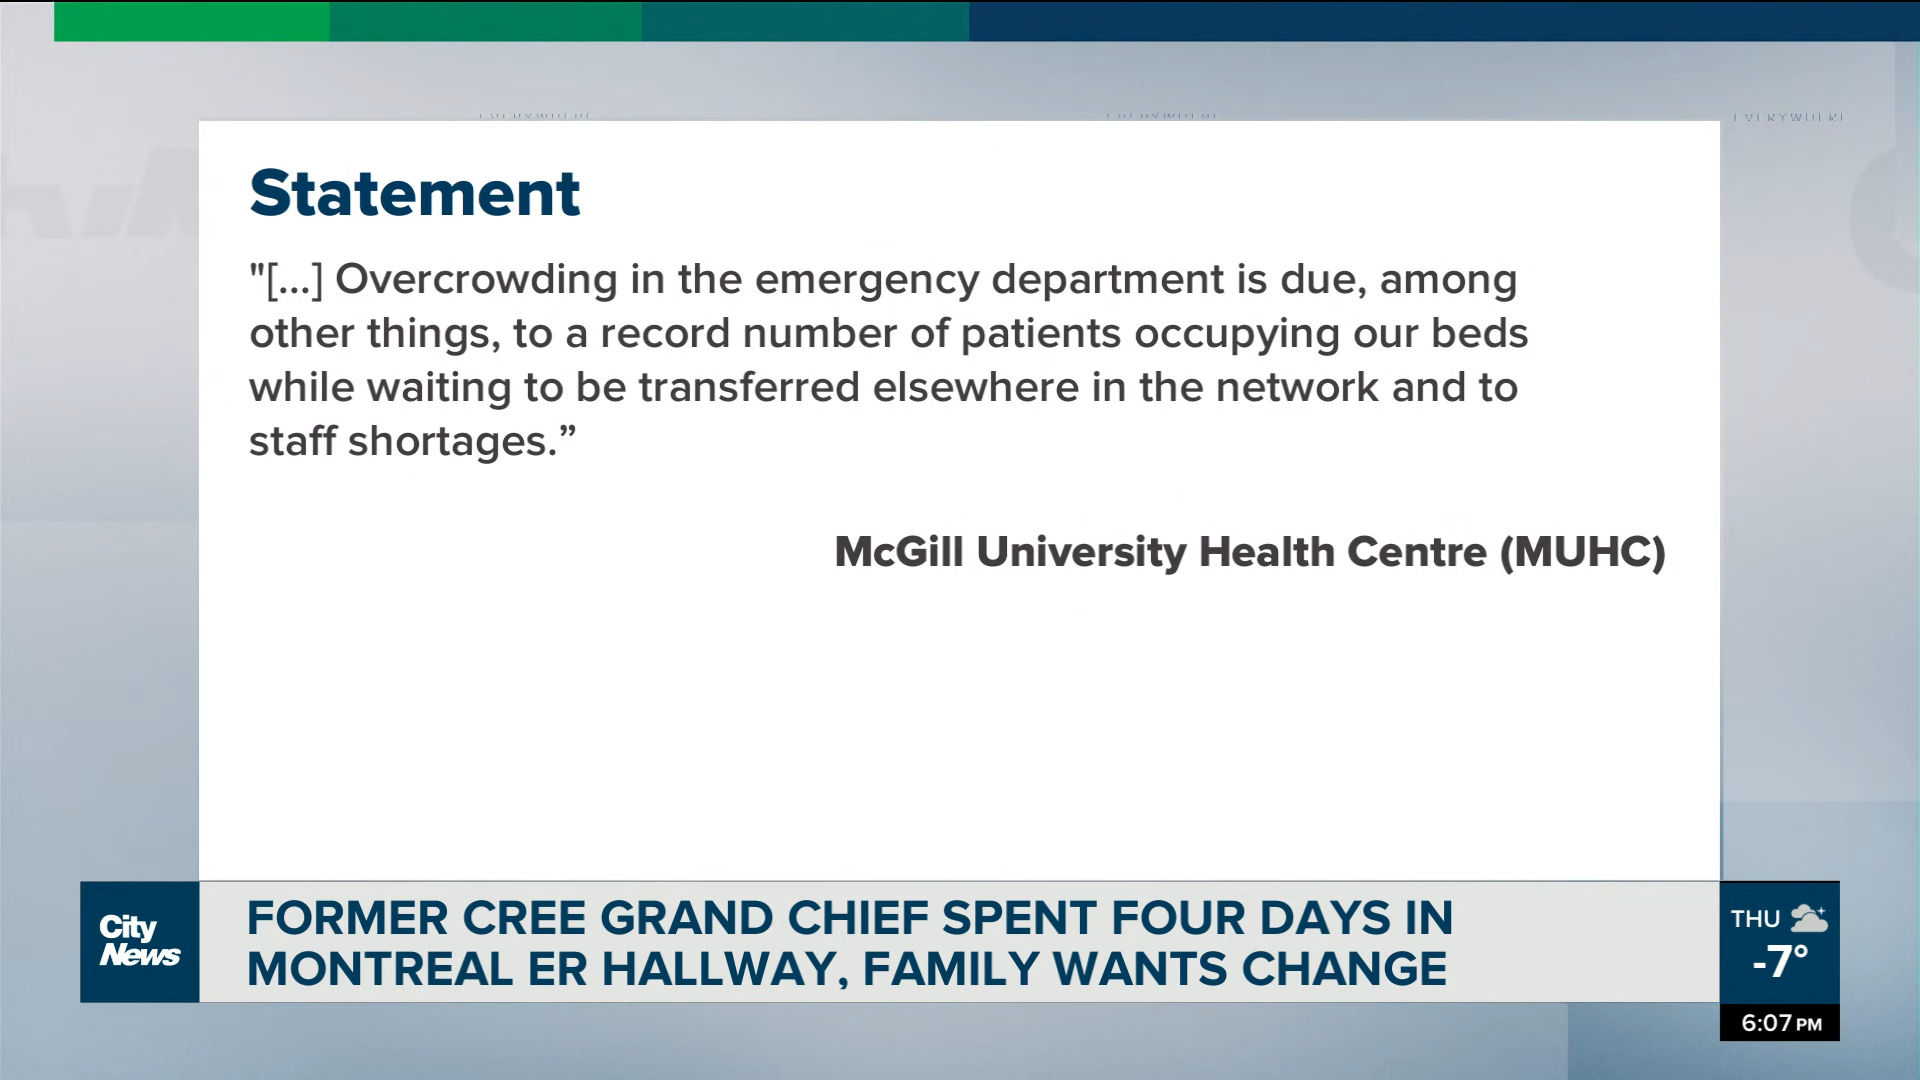 EVERYWHERE EVERYWHERE EVERYWHERE
Statement
"[...] Overcrowding in the emergency department is due, among
other things, to a record number of patients occupying our beds
while waiting to be transferred elsewhere in the network and to
staff shortages.”
McGill University Health Centre (MUHC)
City
News
FORMER CREE GRAND CHIEF SPENT FOUR DAYS IN
MONTREAL ER HALLWAY, FAMILY WANTS CHANGE
THU
-7°
6:07 PM